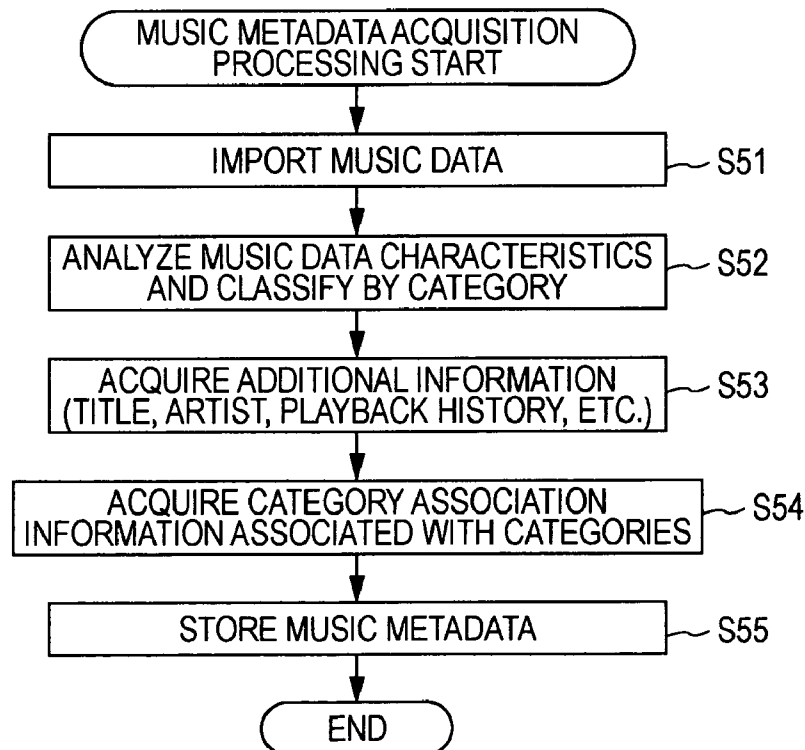 MUSIC METADATA ACQUISITION
PROCESSING START
IMPORT MUSIC DATA
S51
ANALYZE MUSIC DATA CHARACTERISTICS
AND CLASSIFY BY CATEGORY
S52
ACQUIRE ADDITIONAL INFORMATION
(TITLE, ARTIST, PLAYBACK HISTORY, ETC.)
S53
ACQUIRE CATEGORY ASSOCIATION
INFORMATION ASSOCIATED WITH CATEGORIES
S54
STORE MUSIC METADATA
S55
END